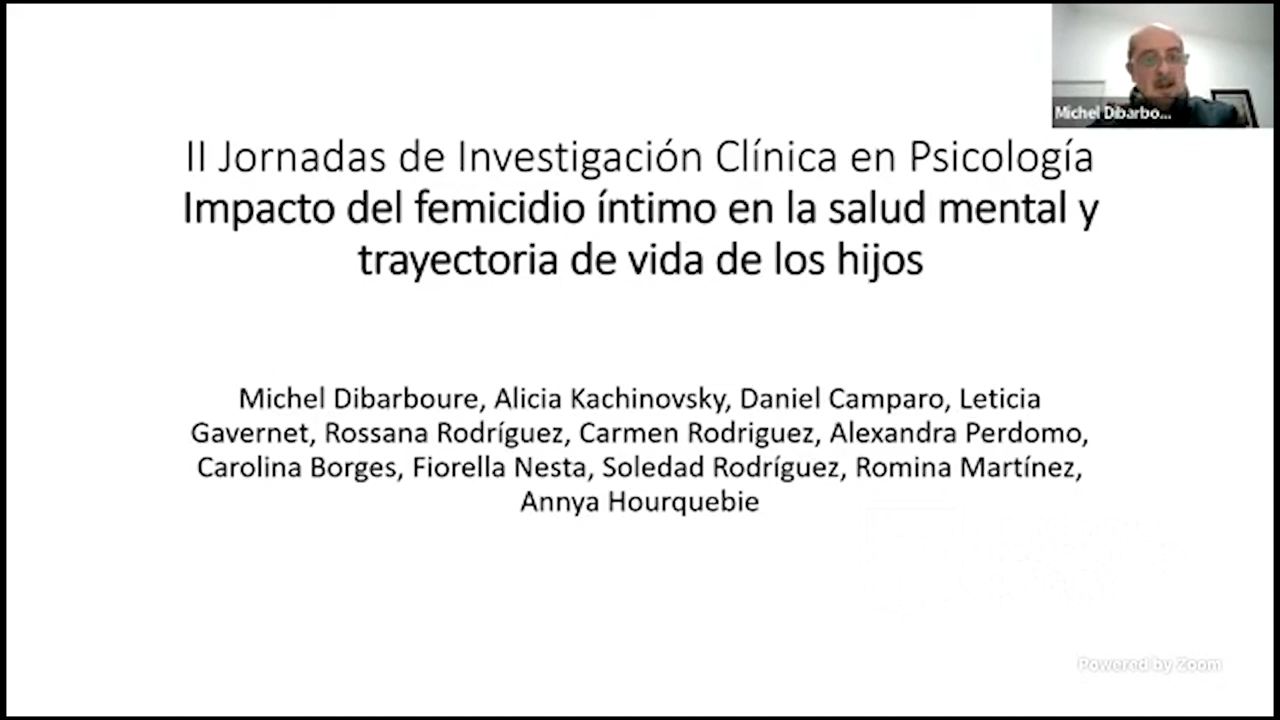 Michel Dibarbo...
II Jornadas de Investigación Clínica en Psicología
Impacto del femicidio íntimo en la salud mental y
trayectoria de vida de los hijos
Michel Dibarboure, Alicia Kachinovsky, Daniel Camparo, Leticia
Gavernet, Rossana Rodríguez, Carmen Rodriguez, Alexandra Perdomo,
Carolina Borges, Fiorella Nesta, Soledad Rodríguez, Romina Martínez,
Annya Hourquebie
Powered by Zoom